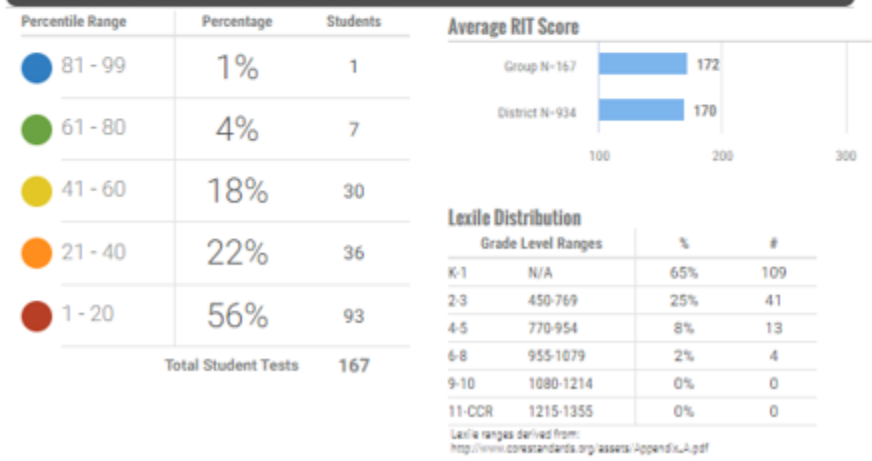 Percentile Range Percentage Students
81 - 99 1% 1
61 - 80 4% 7
41 - 60 18% 30
21 - 40 22% 36
1 - 20 56% 93
Total Student Tests 167
Average RIT Score
Group N=167 172
District N=934 170
100 200 300
Lexile Distribution
Grade Level Ranges % #
K-1 N/A 65% 109
2-3 450-769 25% 41
4-5 770-954 8% 13
6-8 955-1079 2% 4
9-10 1080-1214 0% 0
11-CCR 1215-1355 0% 0
Lexile ranges derived from:
http://www.corestandards.org/assets/Appendix_A.pdf